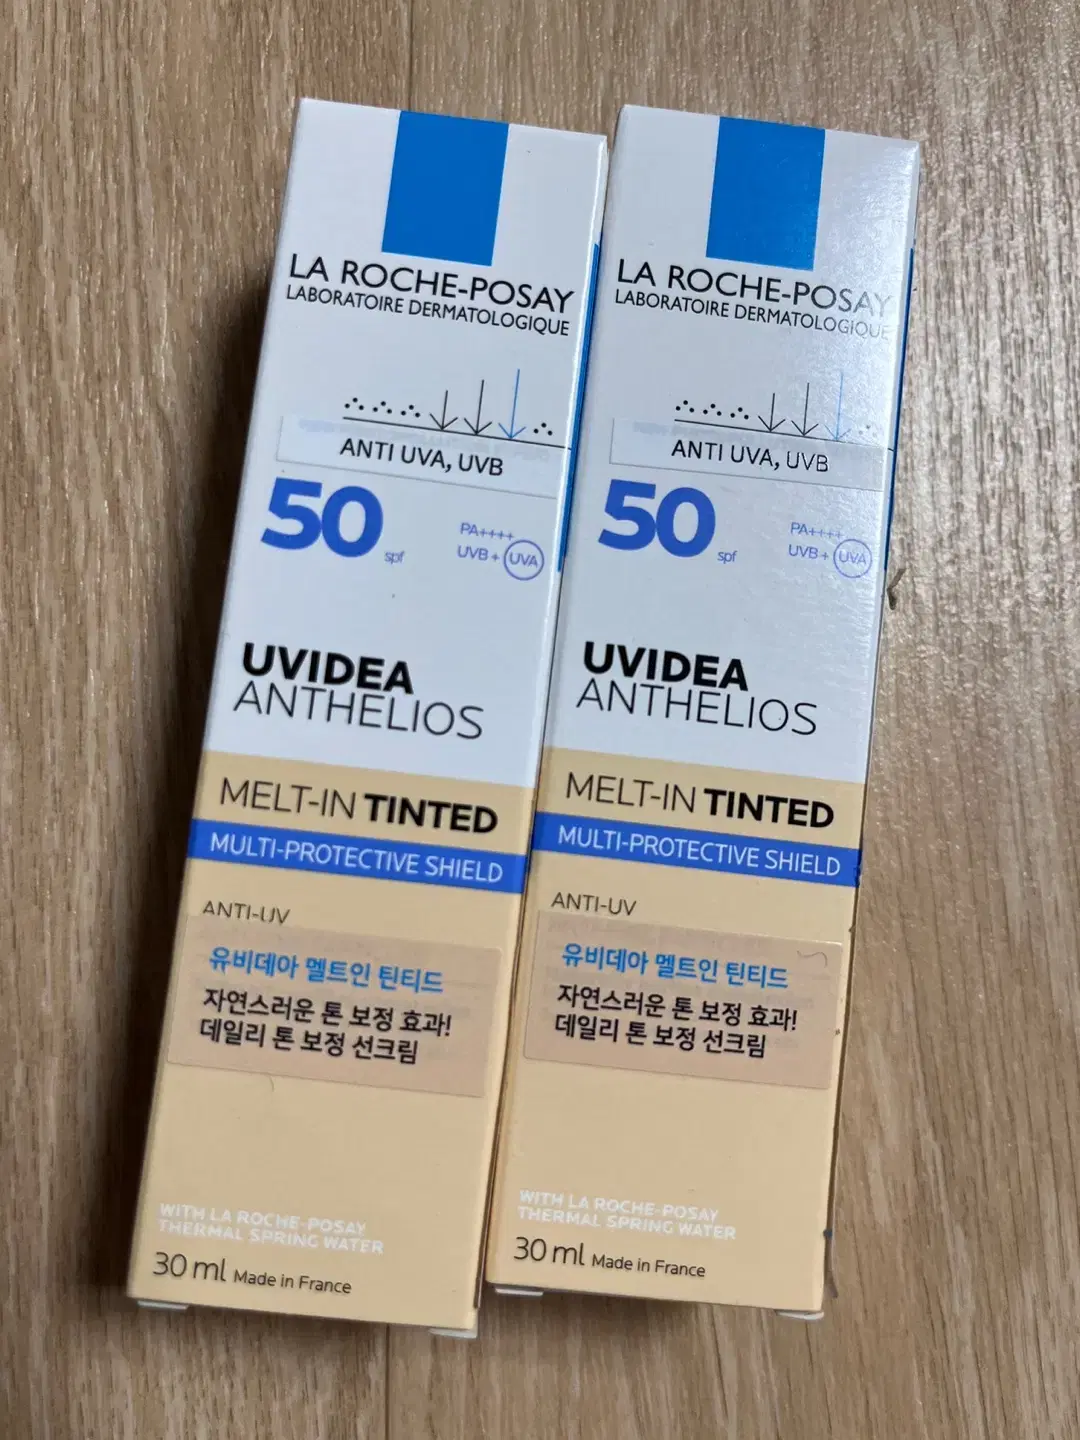 LA ROCHE-POSAY
LABORATOIRE DERMATOLOGIQUE
ANTI UVA, UVB
50 spf
PA++++
UVB + UVA
UVIDEA
ANTHELIOS
MELT-IN TINTED
MULTI-PROTECTIVE SHIELD
ANTI-UV
유비데아 멜트인 틴티드
자연스러운 톤 보정 효과!
데일리 톤 보정 선크림
WITH LA ROCHE-POSAY
THERMAL SPRING WATER
30 ml Made in France
LA ROCHE-POSAY
LABORATOIRE DERMATOLOGIQUE
ANTI UVA, UVB
50 spf
PA++++
UVB + UVA
UVIDEA
ANTHELIOS
MELT-IN TINTED
MULTI-PROTECTIVE SHIELD
ANTI-UV
유비데아 멜트인 틴티드
자연스러운 톤 보정 효과!
데일리 톤 보정 선크림
WITH LA ROCHE-POSAY
THERMAL SPRING WATER
30 ml Made in France